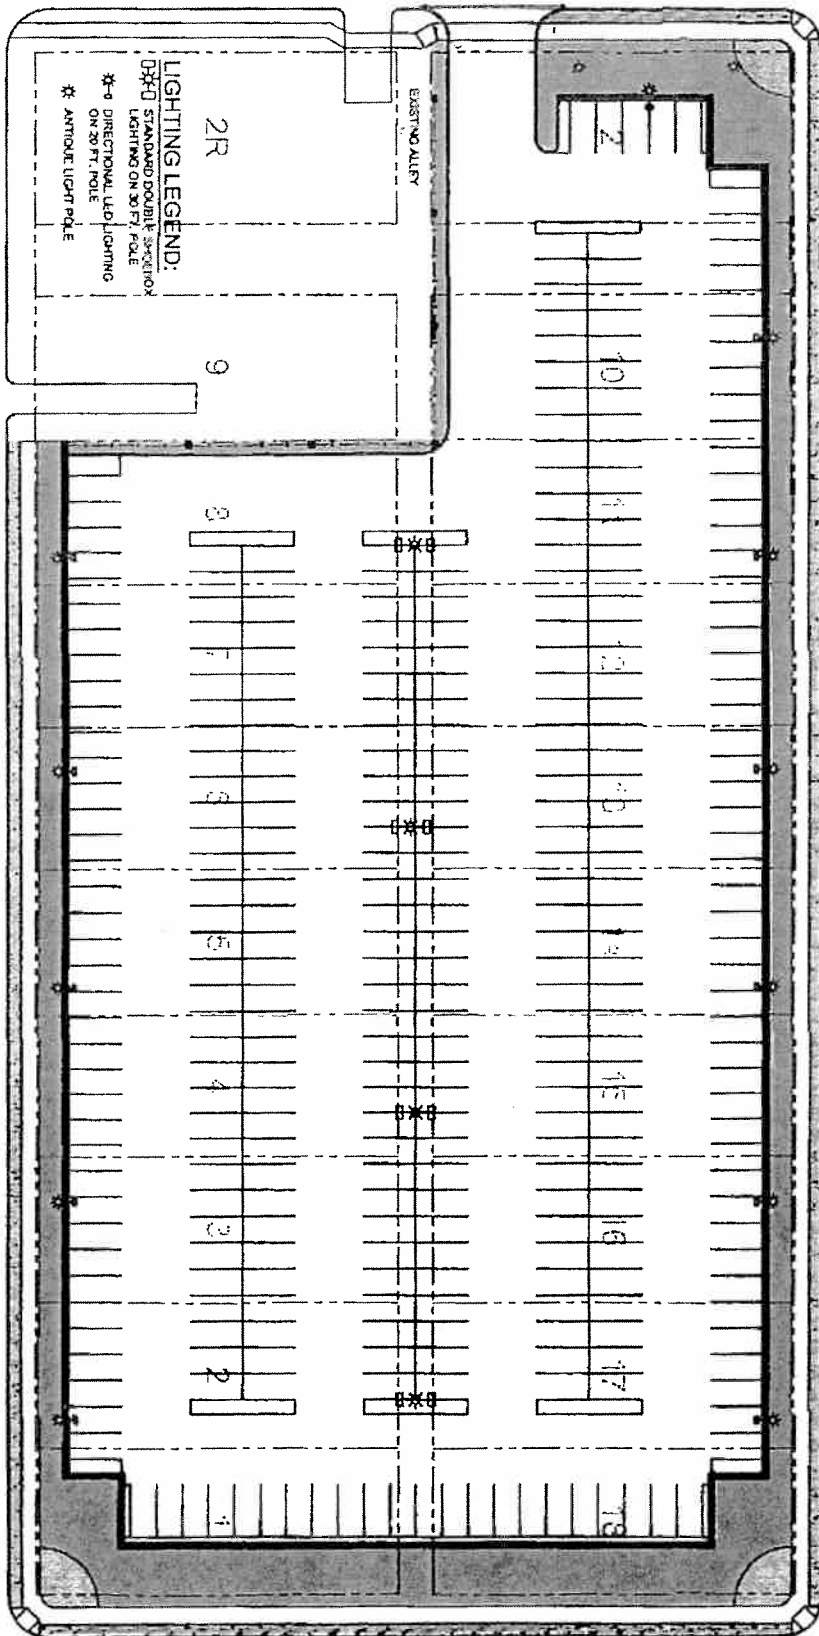 EXISTING ALLEY
LIGHTING LEGEND:
STANDARD DOUBLE SHOEBOX
LIGHTING ON 30 FT. POLE
DIRECTIONAL LED LIGHTING
ON 20 FT. POLE
ANTIQUE LIGHT POLE
2R
9
8
7
6
5
4
3
2
1
2
10
11
12
15
16
17